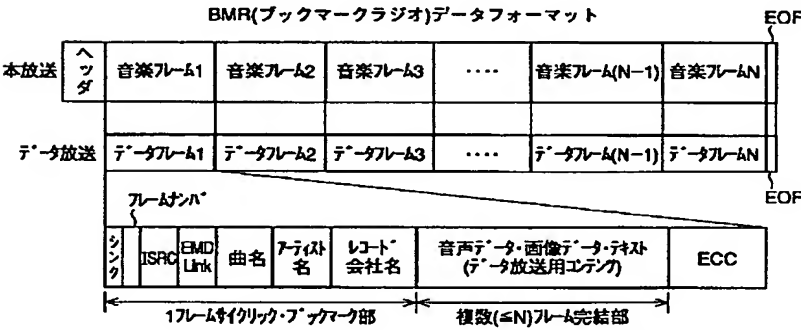 BMR(ブックマークラジオ)データフォーマット
EOF
本放送 ヘッダ 音楽フレーム1 音楽フレーム2 音楽フレーム3 ‥‥ 音楽フレーム(N-1) 音楽フレームN
データ放送 データフレーム1 データフレーム2 データフレーム3 ‥‥ データフレーム(N-1) データフレームN
EOF
フレームナンバ
シンク ISRC EMD Link 曲名 アーティスト名 レコード会社名 音声データ・画像データ・テキスト (データ放送用コンテンツ) ECC
1フレームサイクリック・ブックマーク部 複数(≦N)フレーム完結部